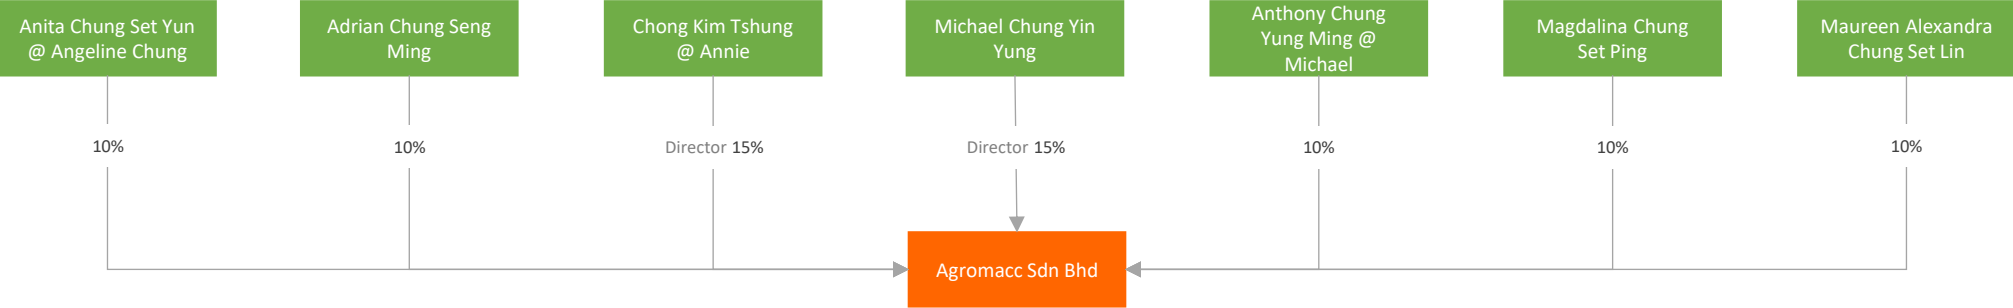 Anita Chung Set Yun
@ Angeline Chung
Adrian Chung Seng
Ming
Chong Kim Tshung
@ Annie
Michael Chung Yin
Yung
Anthony Chung
Yung Ming @
Michael
Magdalina Chung
Set Ping
Maureen Alexandra
Chung Set Lin
10%
10%
Director 15%
Director 15%
10%
10%
10%
Agromacc Sdn Bhd